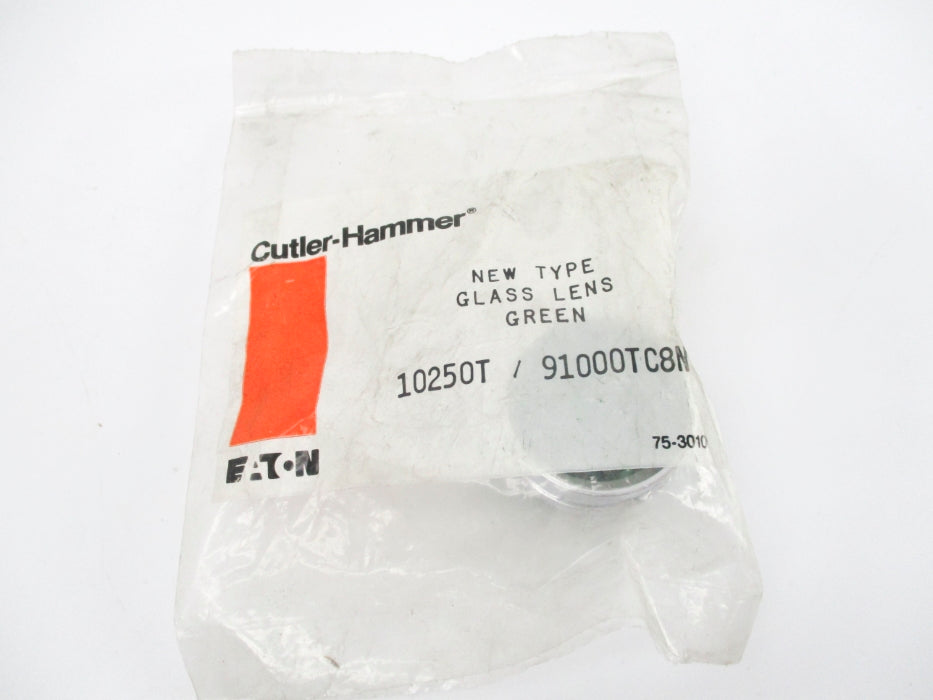 Cutler-Hammer®
NEW TYPE
GLASS LENS
GREEN
10250T / 91000TC8N
75-3010
EATON